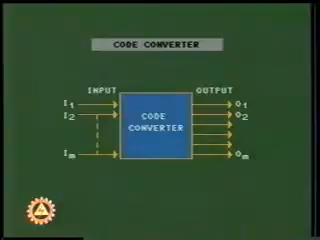 CODE CONVERTER
INPUT
OUTPUT
I1
O1
I2
O2
CODE
CONVERTER
Im
Om